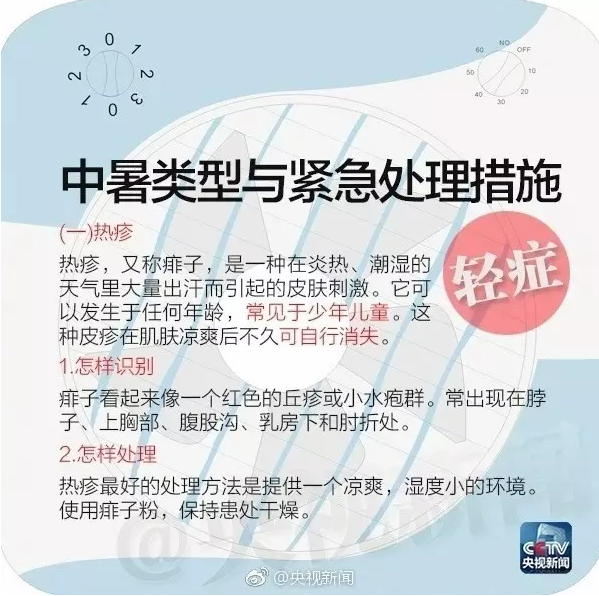 0
3 1
2 2
1 3
0
NO OFF
60
50 10
40 20
30
中暑类型与紧急处理措施
(一)热疹
轻症
热疹，又称痱子，是一种在炎热、潮湿的
天气里大量出汗而引起的皮肤刺激。它可
以发生于任何年龄，常见于少年儿童。这
种皮疹在肌肤凉爽后不久可自行消失。
1.怎样识别
痱子看起来像一个红色的丘疹或小水疱群。常出现在脖
子、上胸部、腹股沟、乳房下和肘折处。
2.怎样处理
热疹最好的处理方法是提供一个凉爽，湿度小的环境。
使用痱子粉，保持患处干燥。
CCTV
央视新闻
@央视新闻